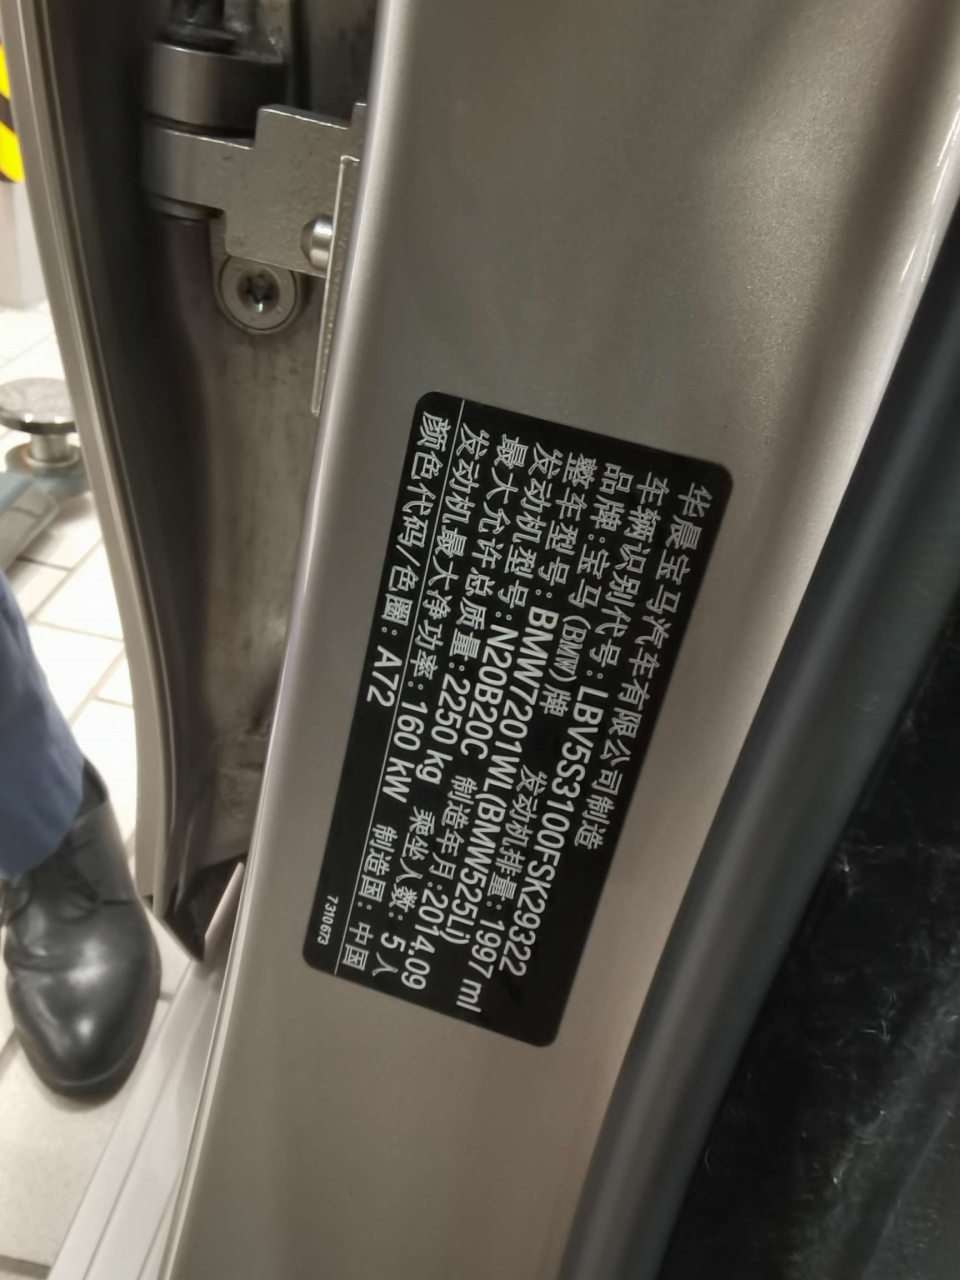 华晨宝马汽车有限公司制造
车辆识别代号: LBV5S3100FSK29322
品牌: 宝马 (BMW) 牌 发动机排量: 1997 ml
整车型号: BMW7201WL(BMW525Li)
发动机型号: N20B20C 制造年月: 2014.09
最大允许总质量: 2250 kg 乘坐人数: 5 人
发动机最大净功率: 160 kW 制造国: 中国
颜色代码/色圈: A72
7310673